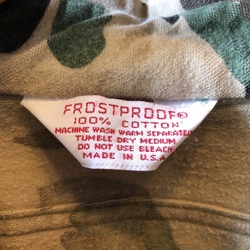 FROSTPROOF®
100% COTTON
MACHINE WASH WARM SEPARATELY
TUMBLE DRY MEDIUM
DO NOT USE BLEACH
MADE IN U.S.A.